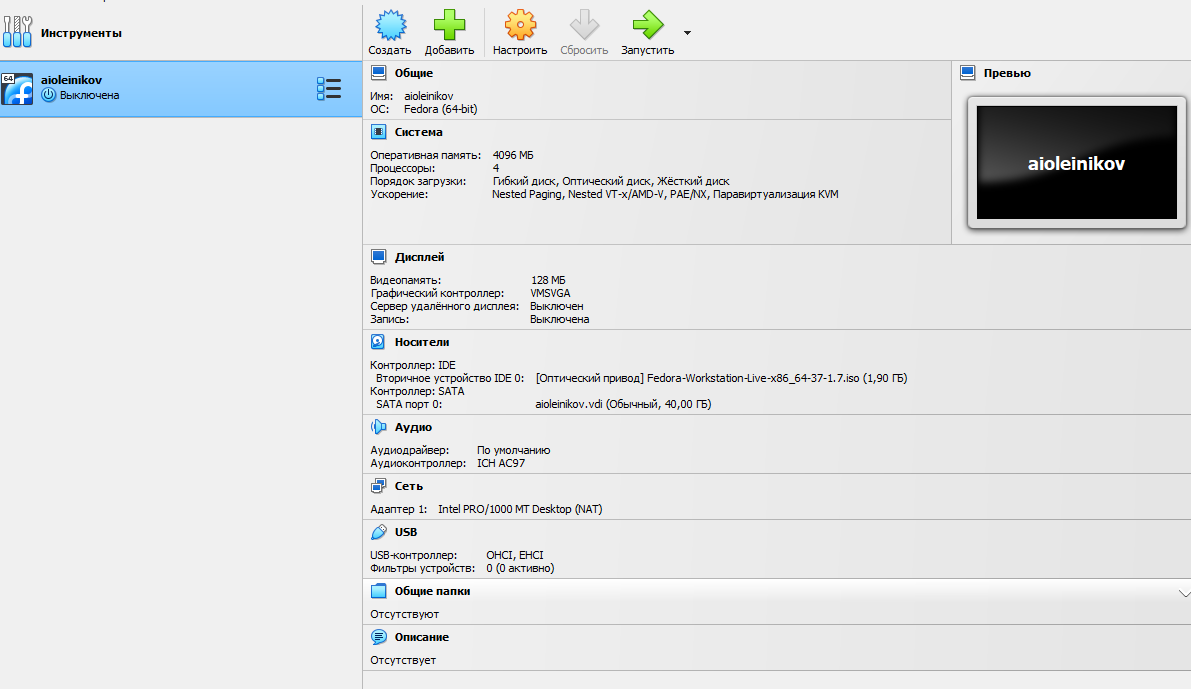 Инструменты
Создать Добавить Настроить Сбросить Запустить
64
aioleinikov
Выключена
Общие
Имя: aioleinikov
ОС: Fedora (64-bit)
Превью
aioleinikov
Система
Оперативная память: 4096 МБ
Процессоры: 4
Порядок загрузки: Гибкий диск, Оптический диск, Жёсткий диск
Ускорение: Nested Paging, Nested VT-x/AMD-V, PAE/NX, Паравиртуализация KVM
Дисплей
Видеопамять: 128 МБ
Графический контроллер: VMSVGA
Сервер удалённого дисплея: Выключен
Запись: Выключена
Носители
Контроллер: IDE
Вторичное устройство IDE 0: [Оптический привод] Fedora-Workstation-Live-x86_64-37-1.7.iso (1,90 ГБ)
Контроллер: SATA
SATA порт 0: aioleinikov.vdi (Обычный, 40,00 ГБ)
Аудио
Аудиодрайвер: По умолчанию
Аудиоконтроллер: ICH AC97
Сеть
Адаптер 1: Intel PRO/1000 MT Desktop (NAT)
USB
USB-контроллер: OHCI, EHCI
Фильтры устройств: 0 (0 активно)
Общие папки
Отсутствуют
Описание
Отсутствует